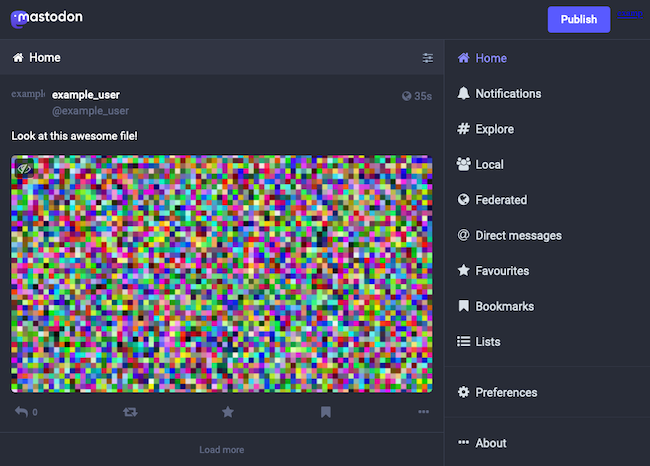 mastodon
Publish
Home
example_user
35s
@example_user
Look at this awesome file!
0
Load more
Home
Notifications
# Explore
Local
Federated
@ Direct messages
Favourites
Bookmarks
Lists
Preferences
About